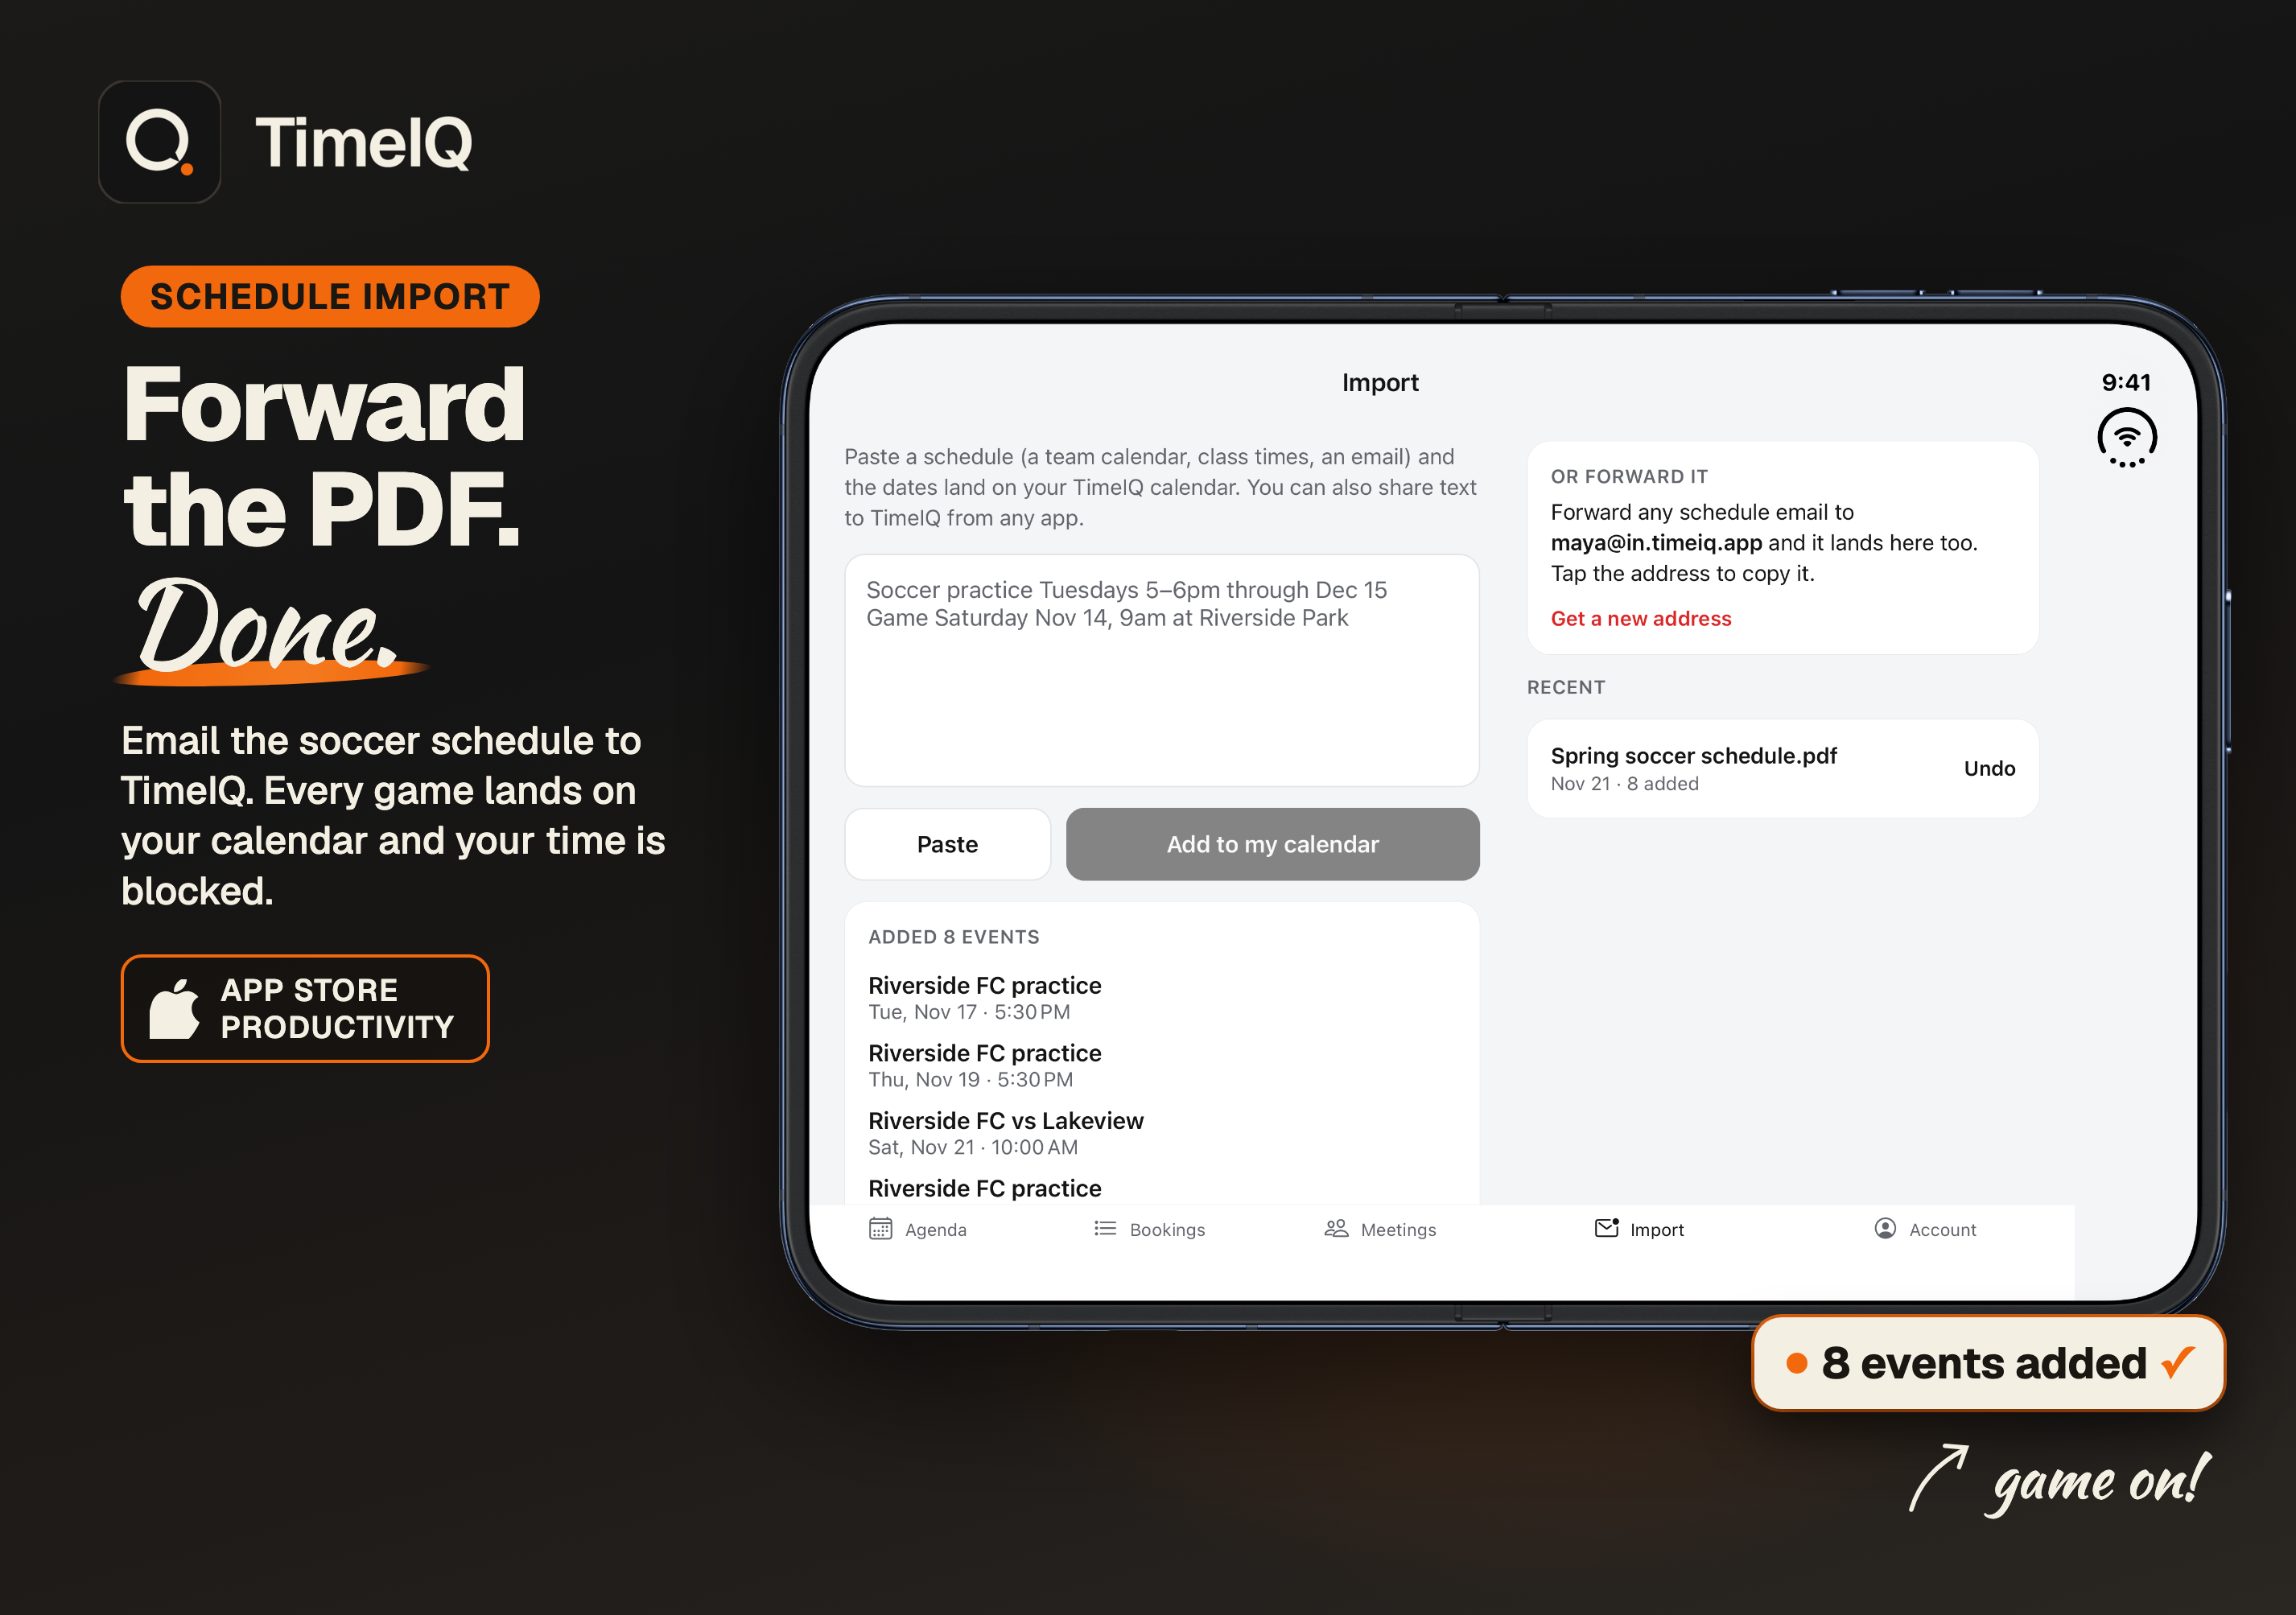 TimeIQ
SCHEDULE IMPORT
Forward
the PDF.
Done.
Email the soccer schedule to
TimeIQ. Every game lands on
your calendar and your time is
blocked.
APP STORE
PRODUCTIVITY
Import
9:41
Paste a schedule (a team calendar, class times, an email) and
the dates land on your TimeIQ calendar. You can also share text
to TimeIQ from any app.
Soccer practice Tuesdays 5–6pm through Dec 15
Game Saturday Nov 14, 9am at Riverside Park
Paste
Add to my calendar
ADDED 8 EVENTS
Riverside FC practice
Tue, Nov 17 · 5:30 PM
Riverside FC practice
Thu, Nov 19 · 5:30 PM
Riverside FC vs Lakeview
Sat, Nov 21 · 10:00 AM
Riverside FC practice
OR FORWARD IT
Forward any schedule email to
maya@in.timeiq.app and it lands here too.
Tap the address to copy it.
Get a new address
RECENT
Spring soccer schedule.pdf
Nov 21 · 8 added
Undo
Agenda
Bookings
Meetings
Import
Account
8 events added ✓
game on!